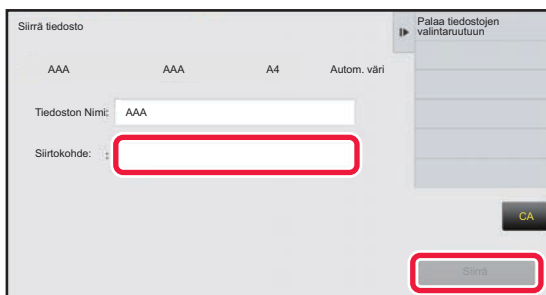 Siirrä tiedosto
Palaa tiedostojen
valintaruutuun
AAA AAA A4 Autom. väri
Tiedoston Nimi: AAA
Siirtokohde: :
CA
Siirrä